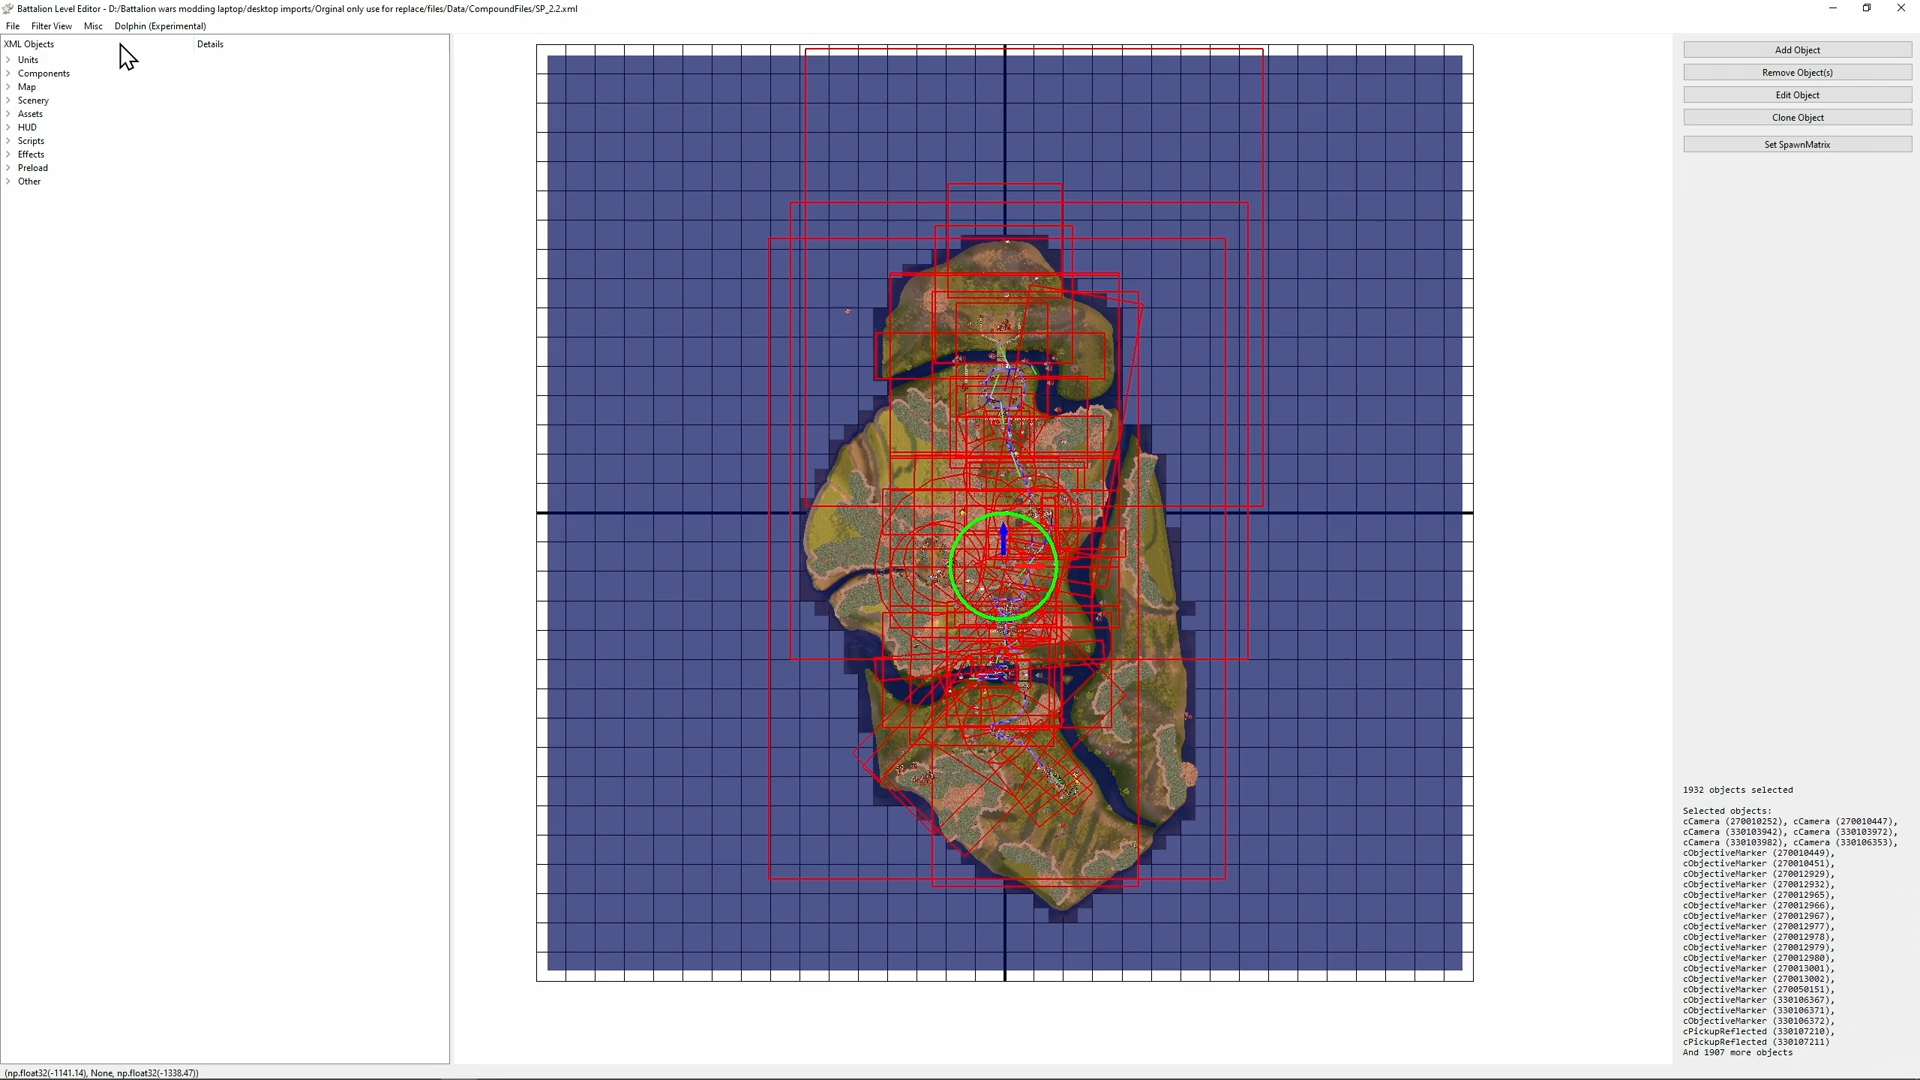 Battalion Level Editor - D:/Battalion wars modding laptop/desktop imports/Orginal only use for replace/files/Data/CompoundFiles/SP_2.2.xml
File Filter View Misc Dolphin (Experimental)
XML Objects Details
Units
Components
Map
Scenery
Assets
HUD
Scripts
Effects
Preload
Other
Add Object
Remove Object(s)
Edit Object
Clone Object
Set SpawnMatrix
1932 objects selected
Selected objects:
cCamera (270010252), cCamera (270010447),
cCamera (330103942), cCamera (330103972),
cCamera (330103982), cCamera (330106353),
cObjectiveMarker (270010449),
cObjectiveMarker (270010451),
cObjectiveMarker (270012929),
cObjectiveMarker (270012932),
cObjectiveMarker (270012965),
cObjectiveMarker (270012966),
cObjectiveMarker (270012967),
cObjectiveMarker (270012977),
cObjectiveMarker (270012978),
cObjectiveMarker (270012979),
cObjectiveMarker (270012980),
cObjectiveMarker (270013001),
cObjectiveMarker (270013002),
cObjectiveMarker (270050151),
cObjectiveMarker (330106367),
cObjectiveMarker (330106371),
cObjectiveMarker (330106372),
cPickupReflected (330107210),
cPickupReflected (330107211)
And 1907 more objects
(np.float32(-1141.14), None, np.float32(-1338.47))